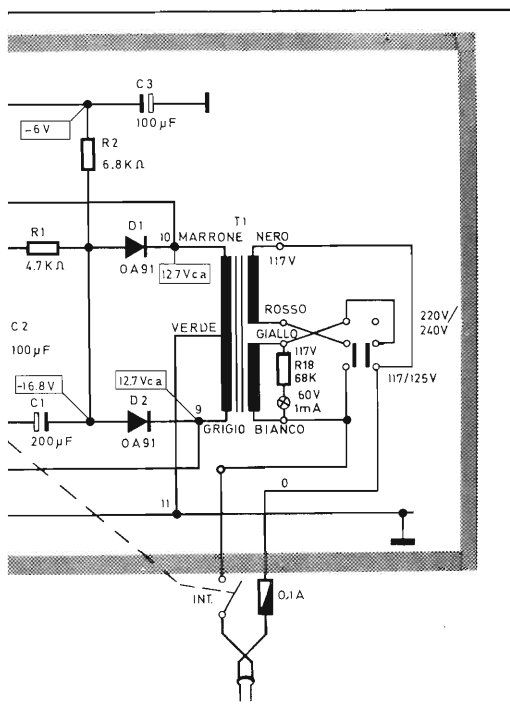 C3
100µF
-6V
R2
6.8KΩ
T1
D1
10 MARRONE
NERO
R1
117V
4.7KΩ
OA91
12.7Vca
ROSSO
220V/
240V
VERDE
GIALLO
C2
117V
100µF
R18
68K
117/125V
-16.8V
12.7Vca
60V
1mA
C1
D2
9
200µF
OA91
GRIGIO
BIANCO
0
11
INT.
0,1A